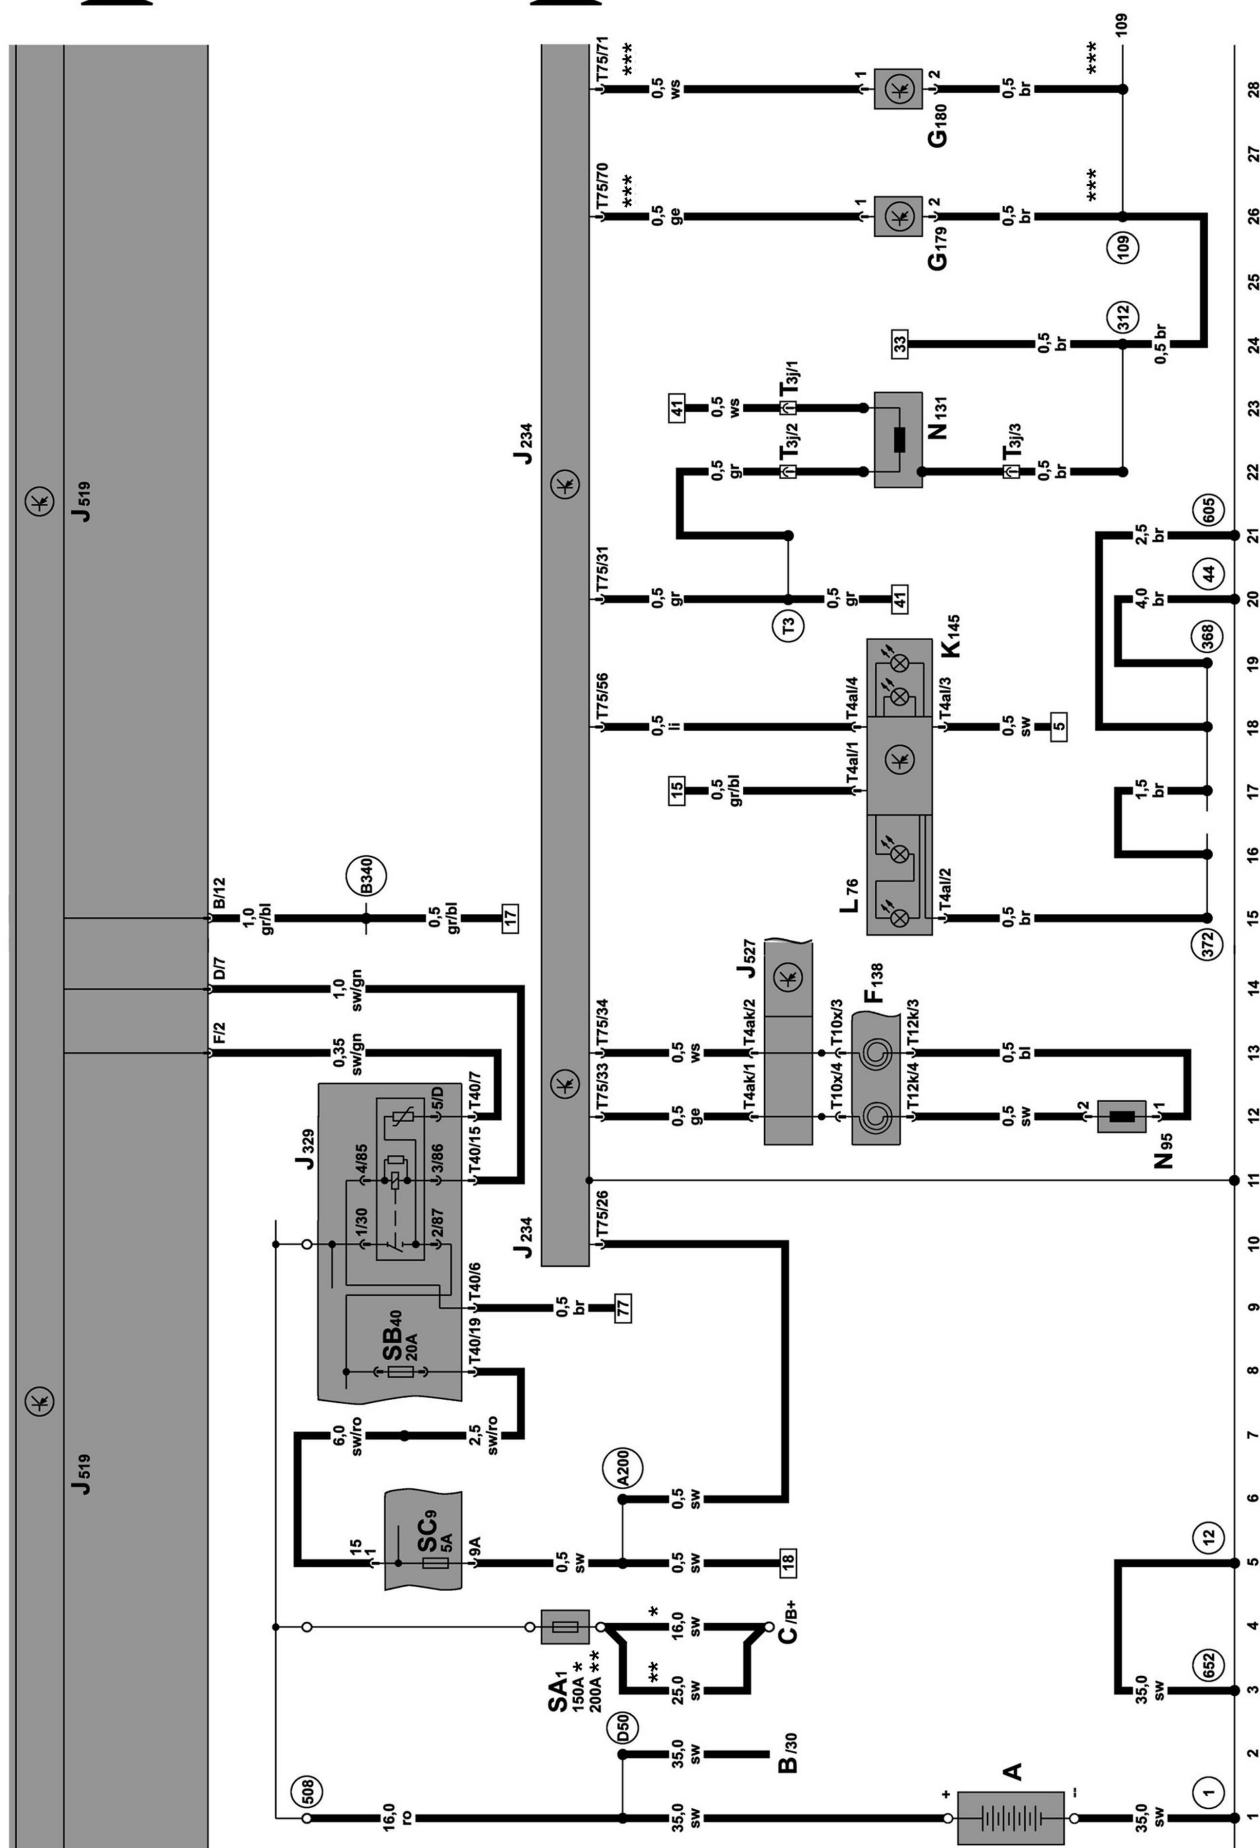 J519
J519
F/2
D/7
B/12
0,35
sw/gn
1,0
sw/gn
1,0
gr/bl
B340
0,5
gr/bl
17
J329
1/30
4/85
2/87
3/86
5/D
SB40
20A
T40/19
T40/6
T40/15
T40/7
0,5
br
77
508
16,0
ro
6,0
sw/ro
2,5
sw/ro
15
1
SC9
5A
9A
0,5
sw
A200
0,5
sw
0,5
sw
18
SA1
150A *
200A **
**
25,0
sw
*
16,0
sw
C/B+
D50
35,0
sw
35,0
sw
B/30
+
A
--
35,0
sw
35,0
sw
1
652
12
J234
J234
T75/26
T75/33
T75/34
T75/56
T75/31
T75/70
***
T75/71
***
0,5
ge
0,5
ws
T4ak/1
T4ak/2
J527
T10x/4
T10x/3
F138
T12k/4
T12k/3
0,5
sw
0,5
bl
2
1
N95
15
0,5
gr/bl
0,5
li
T4al/1
T4al/4
L76
K145
T4al/2
T4al/3
0,5
br
0,5
sw
5
372
1,5
br
368
4,0
br
44
2,5
br
605
0,5
gr
T3
0,5
gr
41
0,5
gr
41
0,5
ws
T3j/2
T3j/1
N131
T3j/3
0,5
br
33
0,5
br
312
0,5 br
0,5
ge
1
G179
2
0,5
br
***
109
0,5
ws
1
G180
2
0,5
br
***
109
1
2
3
4
5
6
7
8
9
10
11
12
13
14
15
16
17
18
19
20
21
22
23
24
25
26
27
28